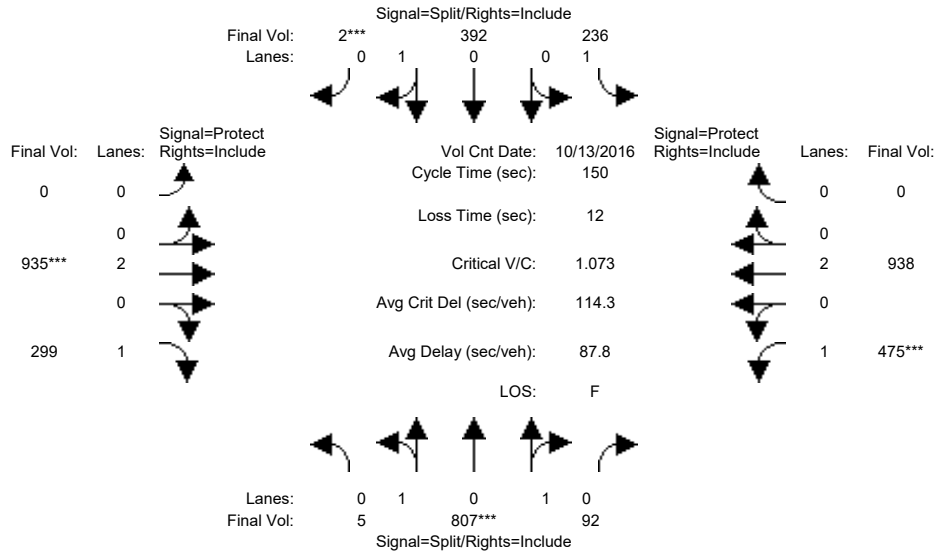 Signal=Split/Rights=Include
Final Vol: 2*** 392 236
Lanes: 0 1 0 0 1
Signal=Protect Signal=Protect
Final Vol: Lanes: Rights=Include Vol Cnt Date: 10/13/2016 Rights=Include Lanes: Final Vol:
Cycle Time (sec): 150
0 0 0 0
Loss Time (sec): 12
0 0
935*** 2 Critical V/C: 1.073 2 938
0 Avg Crit Del (sec/veh): 114.3 0
299 1 Avg Delay (sec/veh): 87.8 1 475***
LOS: F
Lanes: 0 1 0 1 0
Final Vol: 5 807*** 92
Signal=Split/Rights=Include